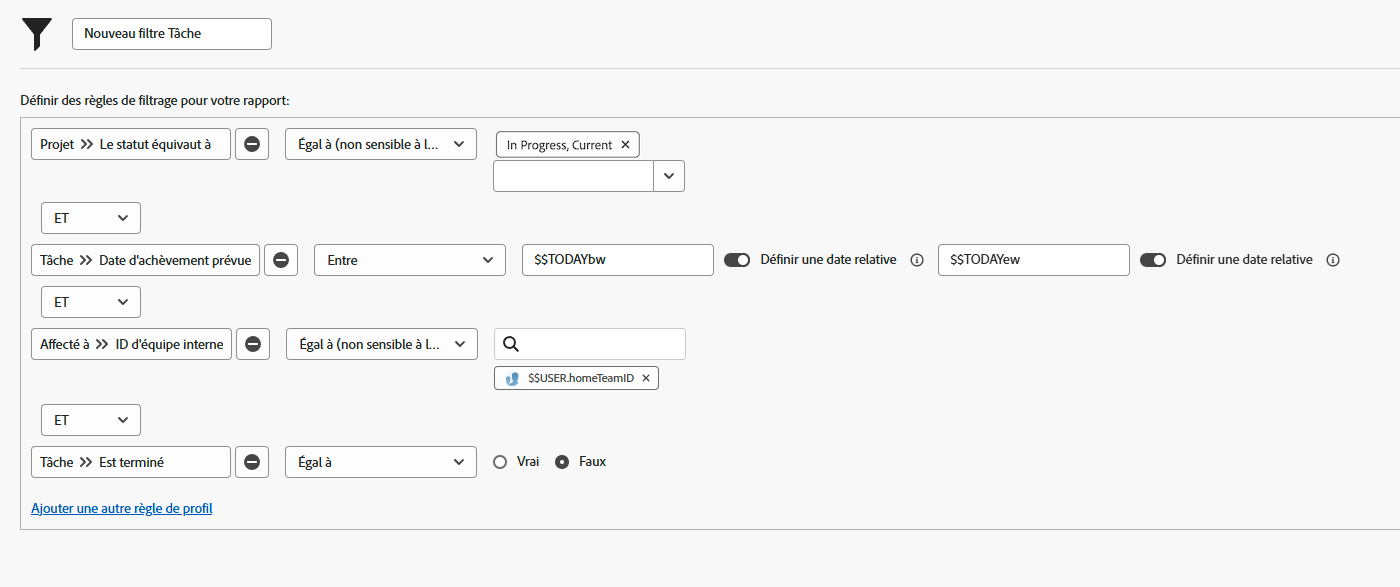 Nouveau filtre Tâche
Définir des règles de filtrage pour votre rapport:
Projet Le statut équivaut à Égal à (non sensible à l... In Progress, Current
ET
Tâche Date d'achèvement prévue Entre $$TODAYbw Définir une date relative $$TODAYew Définir une date relative
ET
Affecté à ID d'équipe interne Égal à (non sensible à l...
$$USER.homeTeamID
ET
Tâche Est terminé Égal à Vrai Faux
Ajouter une autre règle de profil